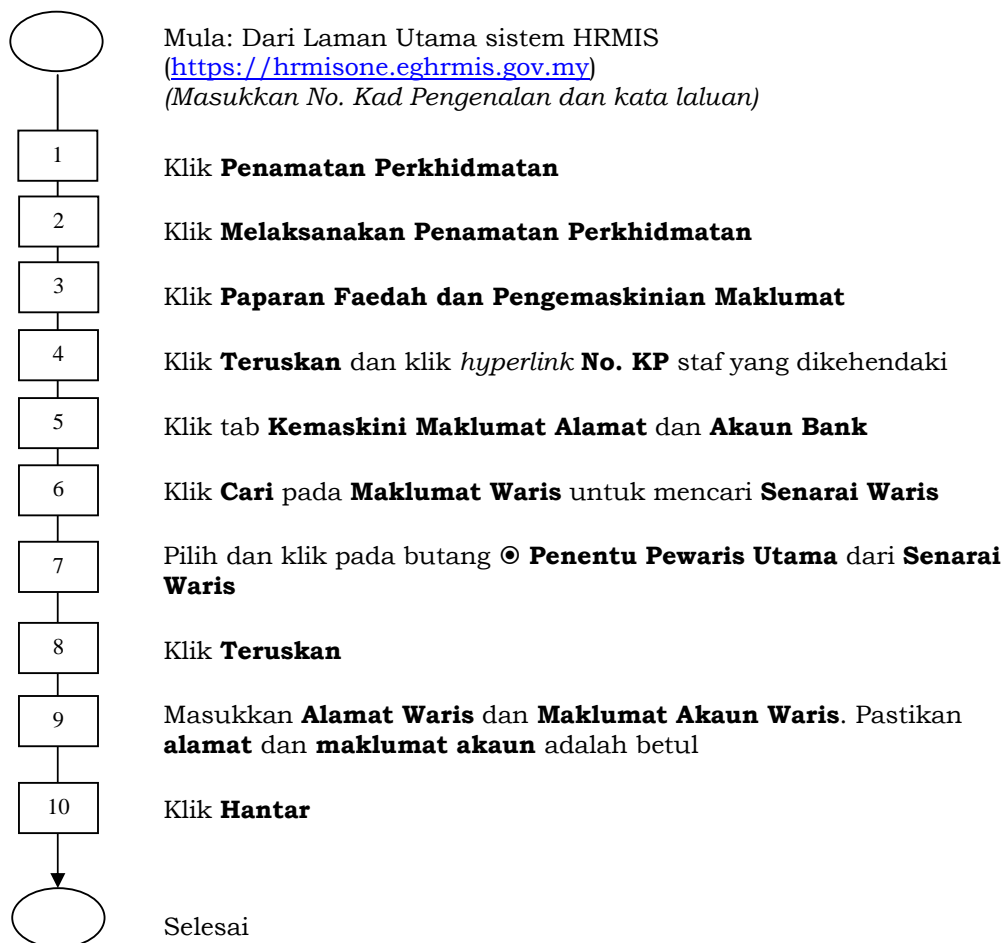 Mula: Dari Laman Utama sistem HRMIS
(https://hrmisone.eghrmis.gov.my)
(Masukkan No. Kad Pengenalan dan kata laluan)
1
Klik Penamatan Perkhidmatan
2
Klik Melaksanakan Penamatan Perkhidmatan
3
Klik Paparan Faedah dan Pengemaskinian Maklumat
4
Klik Teruskan dan klik hyperlink No. KP staf yang dikehendaki
5
Klik tab Kemaskini Maklumat Alamat dan Akaun Bank
6
Klik Cari pada Maklumat Waris untuk mencari Senarai Waris
7
Pilih dan klik pada butang ⦿ Penentu Pewaris Utama dari Senarai
Waris
8
Klik Teruskan
9
Masukkan Alamat Waris dan Maklumat Akaun Waris. Pastikan
alamat dan maklumat akaun adalah betul
10
Klik Hantar
Selesai